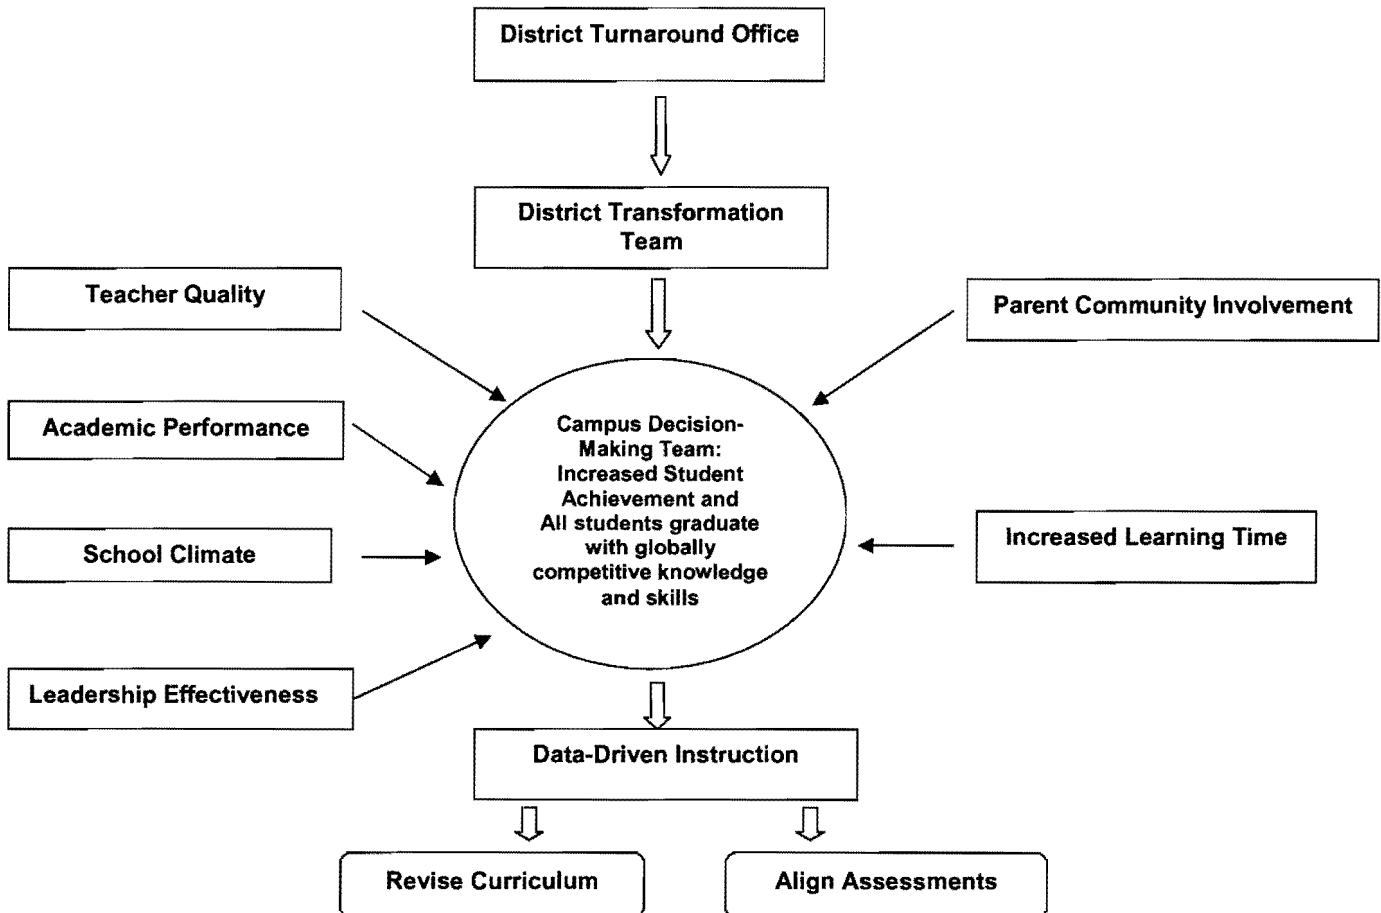 District Turnaround Office
District Transformation
Team
Teacher Quality
Parent Community Involvement
Academic Performance
Campus Decision-
Making Team:
Increased Student
Achievement and
All students graduate
with globally
competitive knowledge
and skills
School Climate
Increased Learning Time
Leadership Effectiveness
Data-Driven Instruction
Revise Curriculum
Align Assessments